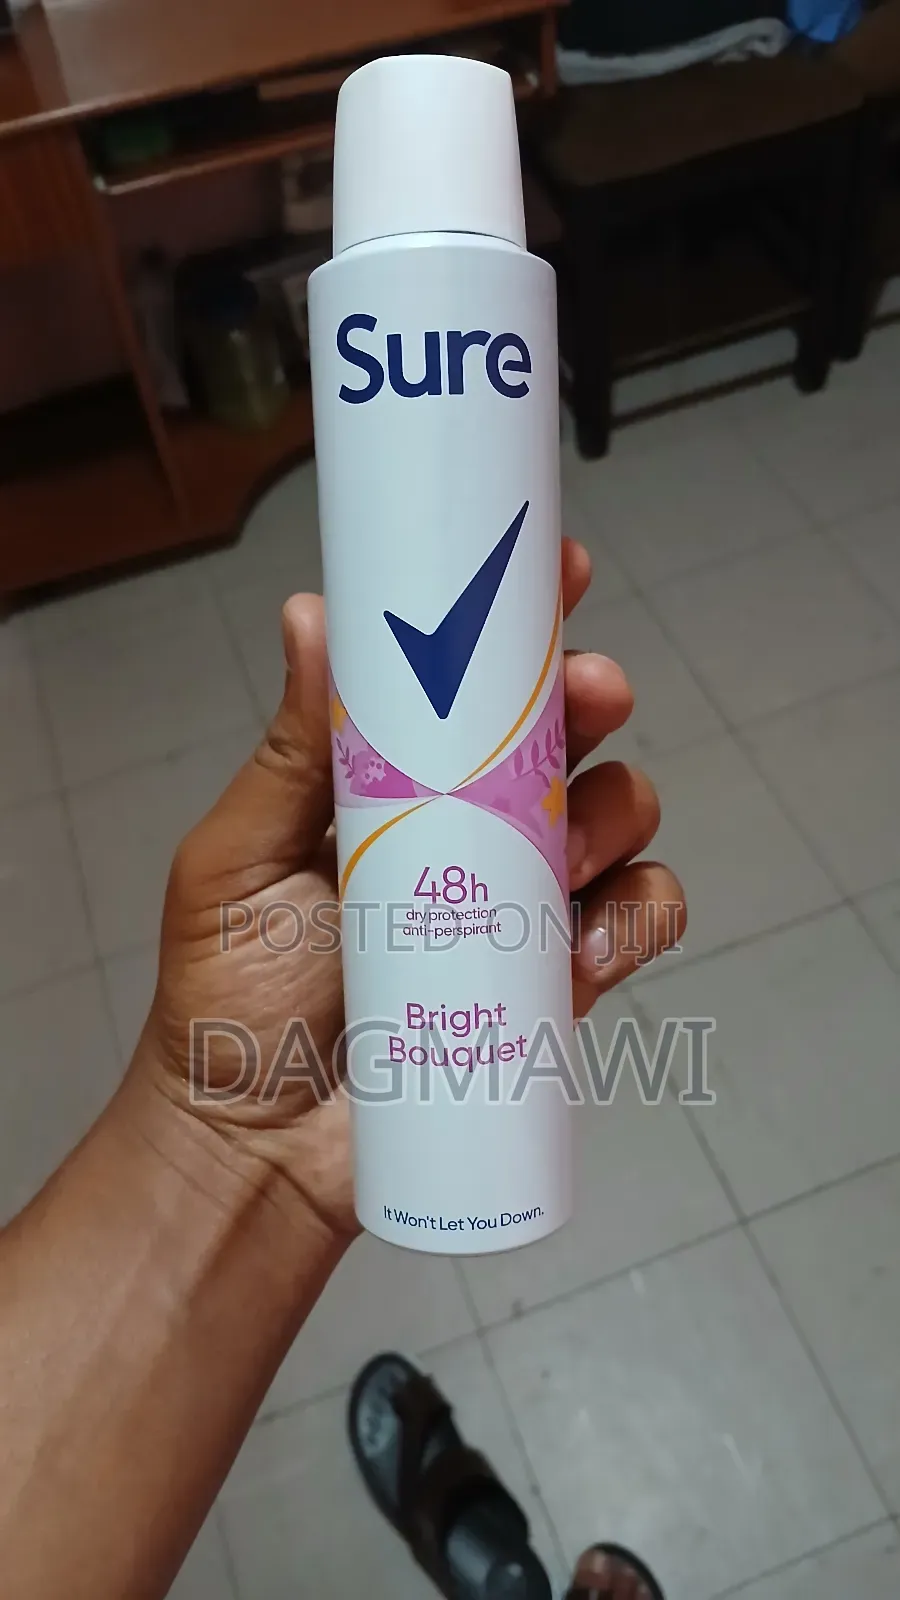 Sure
48h
dry protection
anti-perspirant
POSTED ON JIJI
Bright
Bouquet
DAGMAWI
It Won't Let You Down.